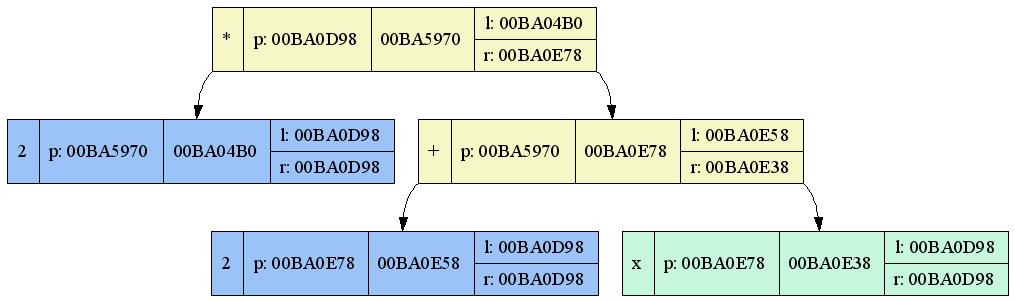 * p: 00BA0D98 00BA5970 l: 00BA04B0
r: 00BA0E78
2 p: 00BA5970 00BA04B0 l: 00BA0D98
r: 00BA0D98
+ p: 00BA5970 00BA0E78 l: 00BA0E58
r: 00BA0E38
2 p: 00BA0E78 00BA0E58 l: 00BA0D98
r: 00BA0D98
x p: 00BA0E78 00BA0E38 l: 00BA0D98
r: 00BA0D98